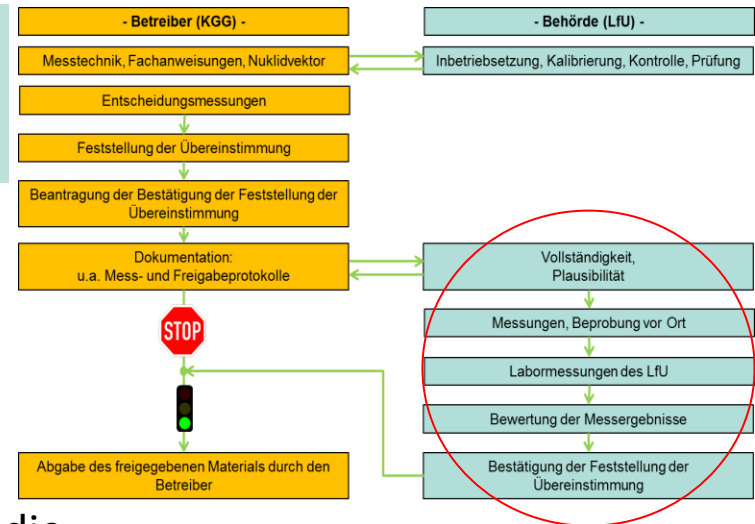 - Betreiber (KGG) -
- Behörde (LfU) -
Messtechnik, Fachanweisungen, Nuklidvektor
Inbetriebsetzung, Kalibrierung, Kontrolle, Prüfung
Entscheidungsmessungen
Feststellung der Übereinstimmung
Beantragung der Bestätigung der Feststellung der
Übereinstimmung
Dokumentation:
u.a. Mess- und Freigabeprotokolle
Vollständigkeit,
Plausibilität
STOP
Messungen, Beprobung vor Ort
Labormessungen des LfU
Bewertung der Messergebnisse
Abgabe des freigegebenen Materials durch den
Betreiber
Bestätigung der Feststellung der
Übereinstimmung